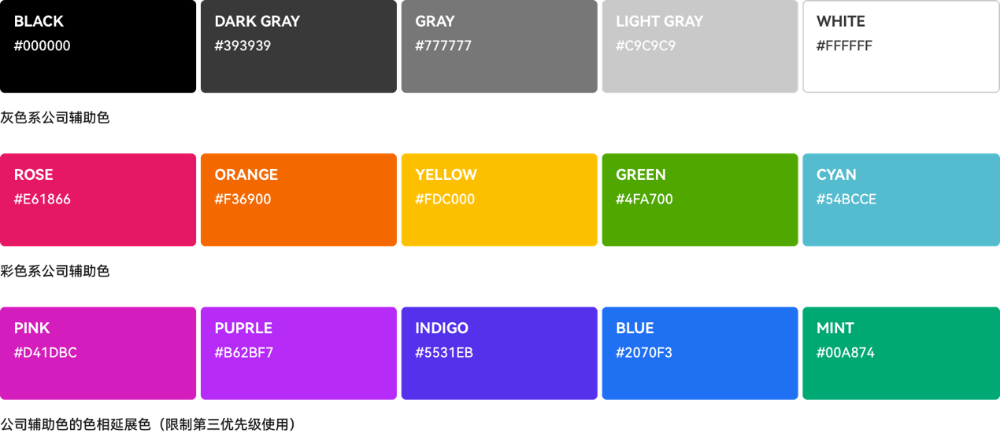 BLACK
#000000
DARK GRAY
#393939
GRAY
#777777
LIGHT GRAY
#C9C9C9
WHITE
#FFFFFF
灰色系公司辅助色
ROSE
#E61866
ORANGE
#F36900
YELLOW
#FDC000
GREEN
#4FA700
CYAN
#54BCCE
彩色系公司辅助色
PINK
#D41DBC
PUPRLE
#B62BF7
INDIGO
#5531EB
BLUE
#2070F3
MINT
#00A874
公司辅助色的色相延展色（限制第三优先级使用）